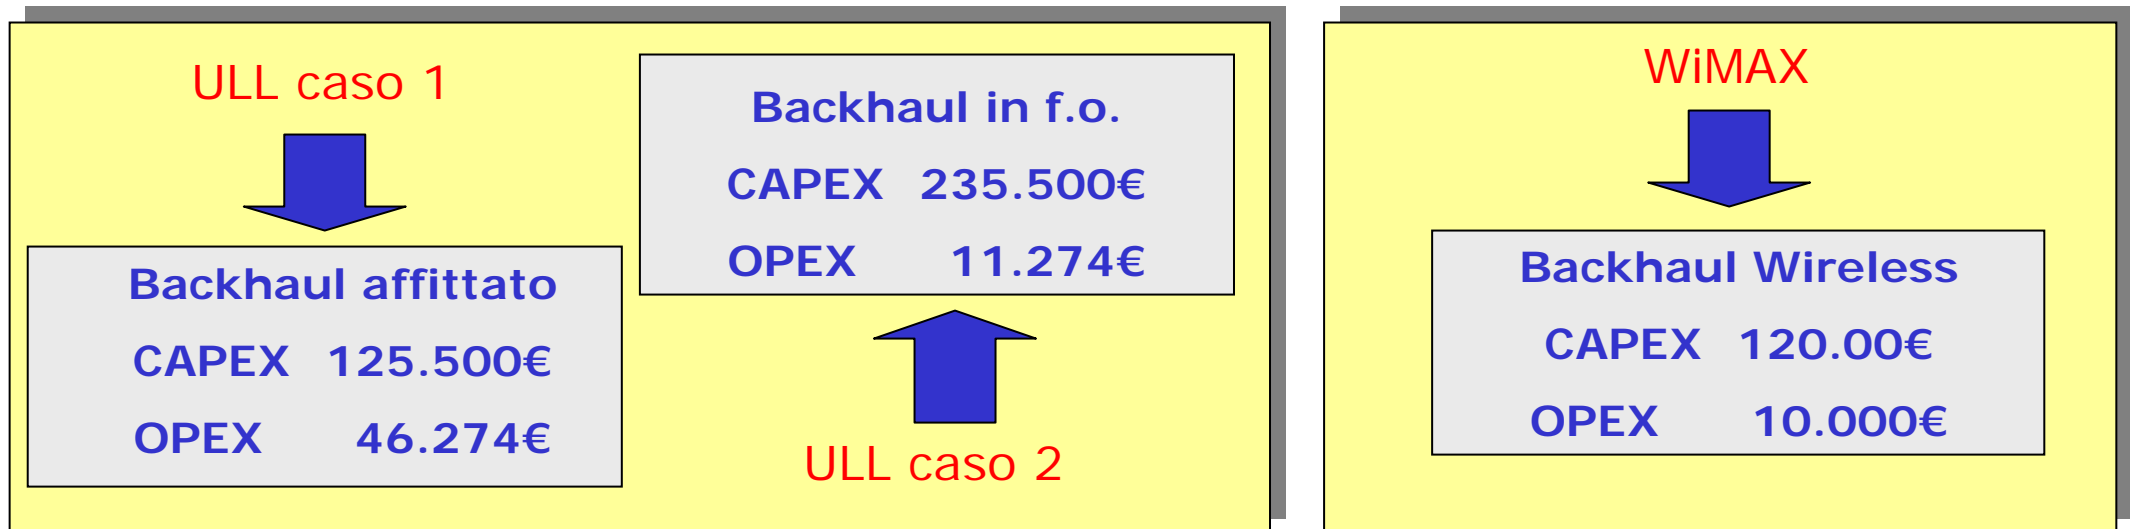 ULL caso 1
Backhaul affittato
CAPEX 125.500€
OPEX 46.274€
Backhaul in f.o.
CAPEX 235.500€
OPEX 11.274€
ULL caso 2
WiMAX
Backhaul Wireless
CAPEX 120.00€
OPEX 10.000€